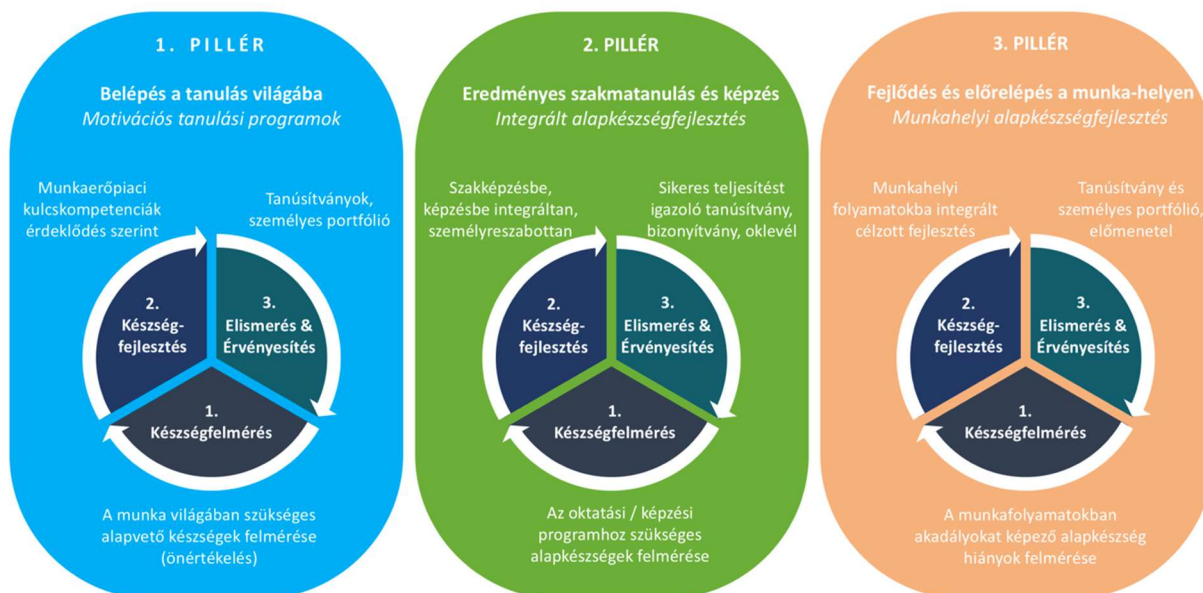 1. PILLÉR
Belépés a tanulás világába
Motivációs tanulási programok
Munkaerőpiaci
kulcskompetenciák
érdeklődés szerint
Tanúsítványok,
személyes portfólió
2.
Készség-
fejlesztés
3.
Elismerés &
Érvényesítés
1.
Készségfelmérés
A munka világában szükséges
alapvető készségek felmérése
(önértékelés)
2. PILLÉR
Eredményes szakmatanulás és képzés
Integrált alapkészségfejlesztés
Szakképzésbe,
képzésbe integráltan,
személyreszabottan
Sikeres teljesítést
igazoló tanúsítvány,
bizonyítvány, oklevél
2.
Készség-
fejlesztés
3.
Elismerés &
Érvényesítés
1.
Készségfelmérés
Az oktatási / képzési
programhoz szükséges
alapkészségek felmérése
3. PILLÉR
Fejlődés és előrelépés a munka-helyen
Munkahelyi alapkészségfejlesztés
Munkahelyi
folyamatokba integrált
célzott fejlesztés
Tanúsítvány és
személyes portfólió,
előmenetel
2.
Készség-
fejlesztés
3.
Elismerés &
Érvényesítés
1.
Készségfelmérés
A munkafolyamatokban
akadályokat képező alapkészség
hiányok felmérése